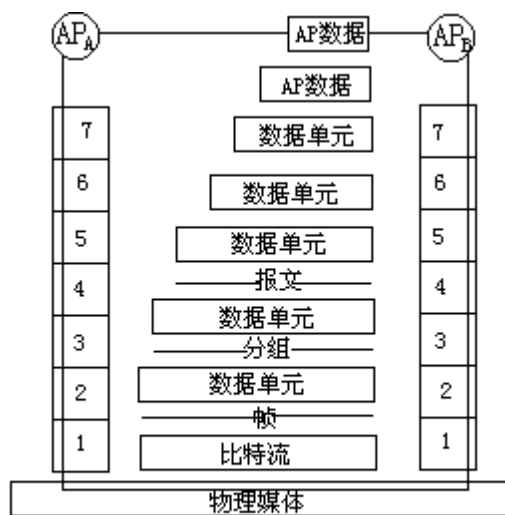 AP_A AP数据 AP_B
AP数据
7 数据单元 7
6 数据单元 6
5 数据单元 5
报文
4 数据单元 4
3 分组 3
2 数据单元 2
帧
1 比特流 1
物理媒体